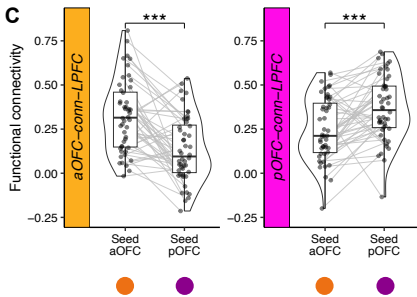 C
***
***
Functional connectivity
aOFC-conn-LPFC
0.75
0.50
0.25
0.00
−0.25
Seed
aOFC
Seed
pOFC
pOFC-conn-LPFC
0.75
0.50
0.25
0.00
−0.25
Seed
aOFC
Seed
pOFC